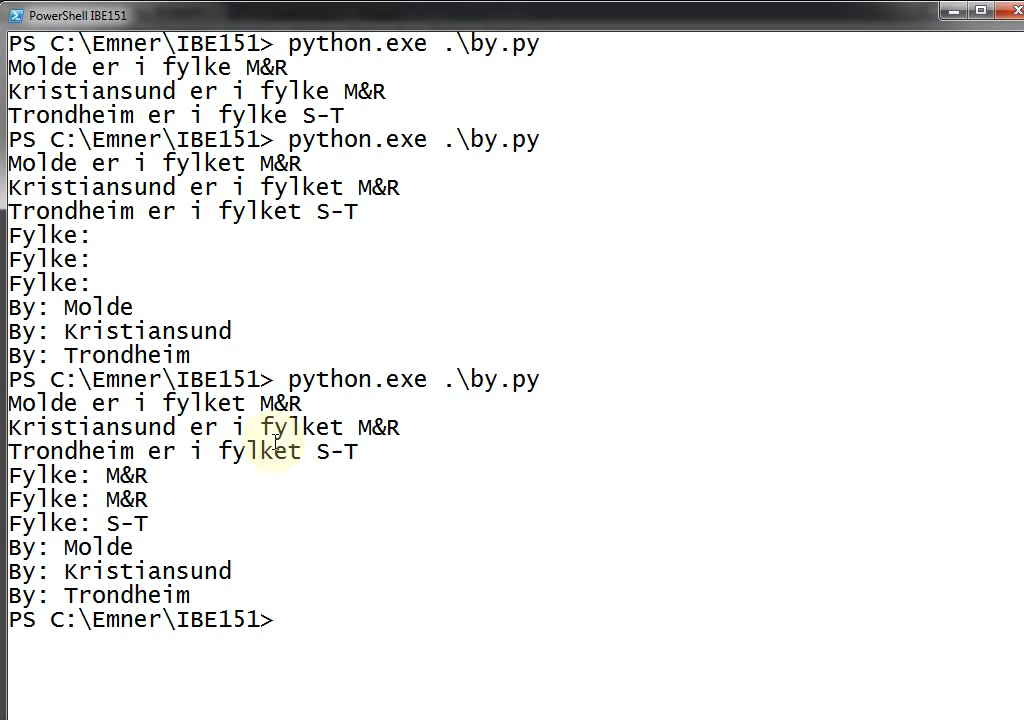 PowerShell IBE151
PS C:\Emner\IBE151> python.exe .\by.py
Molde er i fylke M&R
Kristiansund er i fylke M&R
Trondheim er i fylke S-T
PS C:\Emner\IBE151> python.exe .\by.py
Molde er i fylket M&R
Kristiansund er i fylket M&R
Trondheim er i fylket S-T
Fylke:
Fylke:
Fylke:
By: Molde
By: Kristiansund
By: Trondheim
PS C:\Emner\IBE151> python.exe .\by.py
Molde er i fylket M&R
Kristiansund er i fylket M&R
Trondheim er i fylket S-T
Fylke: M&R
Fylke: M&R
Fylke: S-T
By: Molde
By: Kristiansund
By: Trondheim
PS C:\Emner\IBE151>